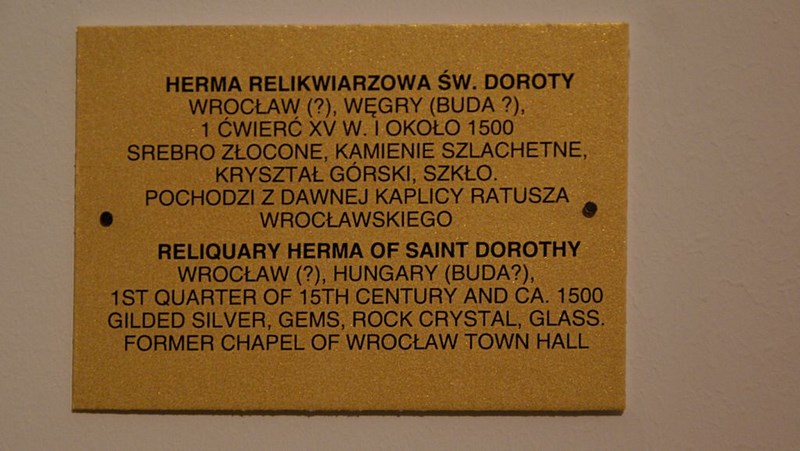 HERMA RELIKWIARZOWA ŚW. DOROTY
WROCŁAW (?), WĘGRY (BUDA ?),
1 ĆWIERĆ XV W. I OKOŁO 1500
SREBRO ZŁOCONE, KAMIENIE SZLACHETNE,
KRYSZTAŁ GÓRSKI, SZKŁO.
POCHODZI Z DAWNEJ KAPLICY RATUSZA
WROCŁAWSKIEGO
RELIQUARY HERMA OF SAINT DOROTHY
WROCŁAW (?), HUNGARY (BUDA?),
1ST QUARTER OF 15TH CENTURY AND CA. 1500
GILDED SILVER, GEMS, ROCK CRYSTAL, GLASS.
FORMER CHAPEL OF WROCŁAW TOWN HALL